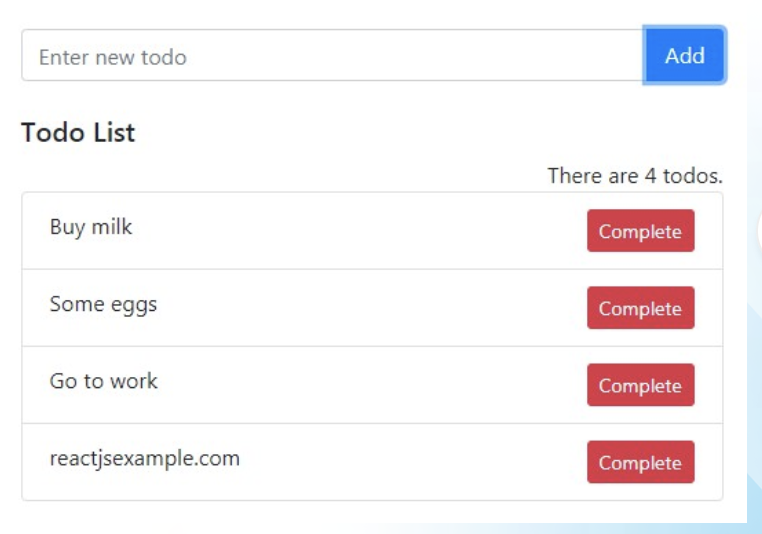 Enter new todo
Add
Todo List
There are 4 todos.
Buy milk
Complete
Some eggs
Complete
Go to work
Complete
reactjsexample.com
Complete